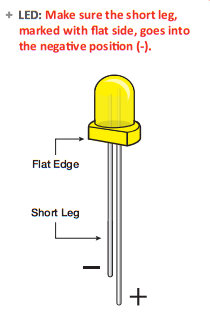 + LED: Make sure the short leg,
marked with flat side, goes into
the negative position (-).
Flat Edge
Short Leg
−
+